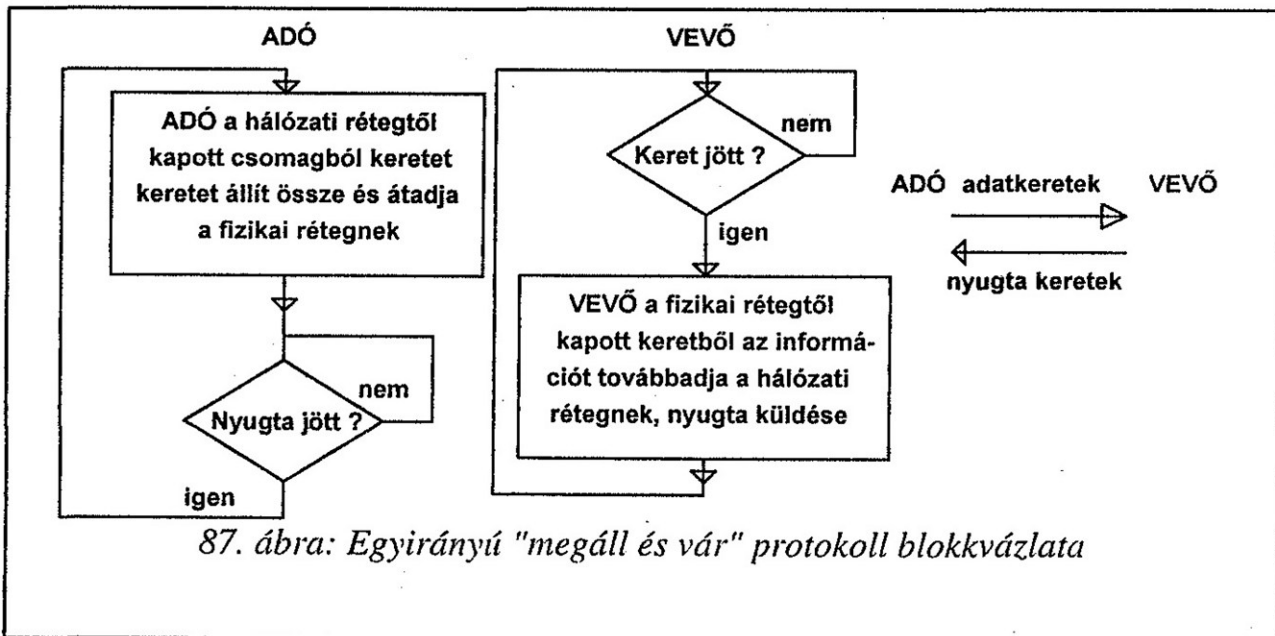 ADÓ
ADÓ a hálózati rétegtől
kapott csomagból keretet
keretet állít össze és átadja
a fizikai rétegnek
Nyugta jött ?
nem
igen
VEVŐ
Keret jött ?
nem
igen
VEVŐ a fizikai rétegtől
kapott keretből az informá-
ciót továbbadja a hálózati
rétegnek, nyugta küldése
ADÓ adatkeretek VEVŐ
nyugta keretek
87. ábra: Egyirányú "megáll és vár" protokoll blokkvázlata